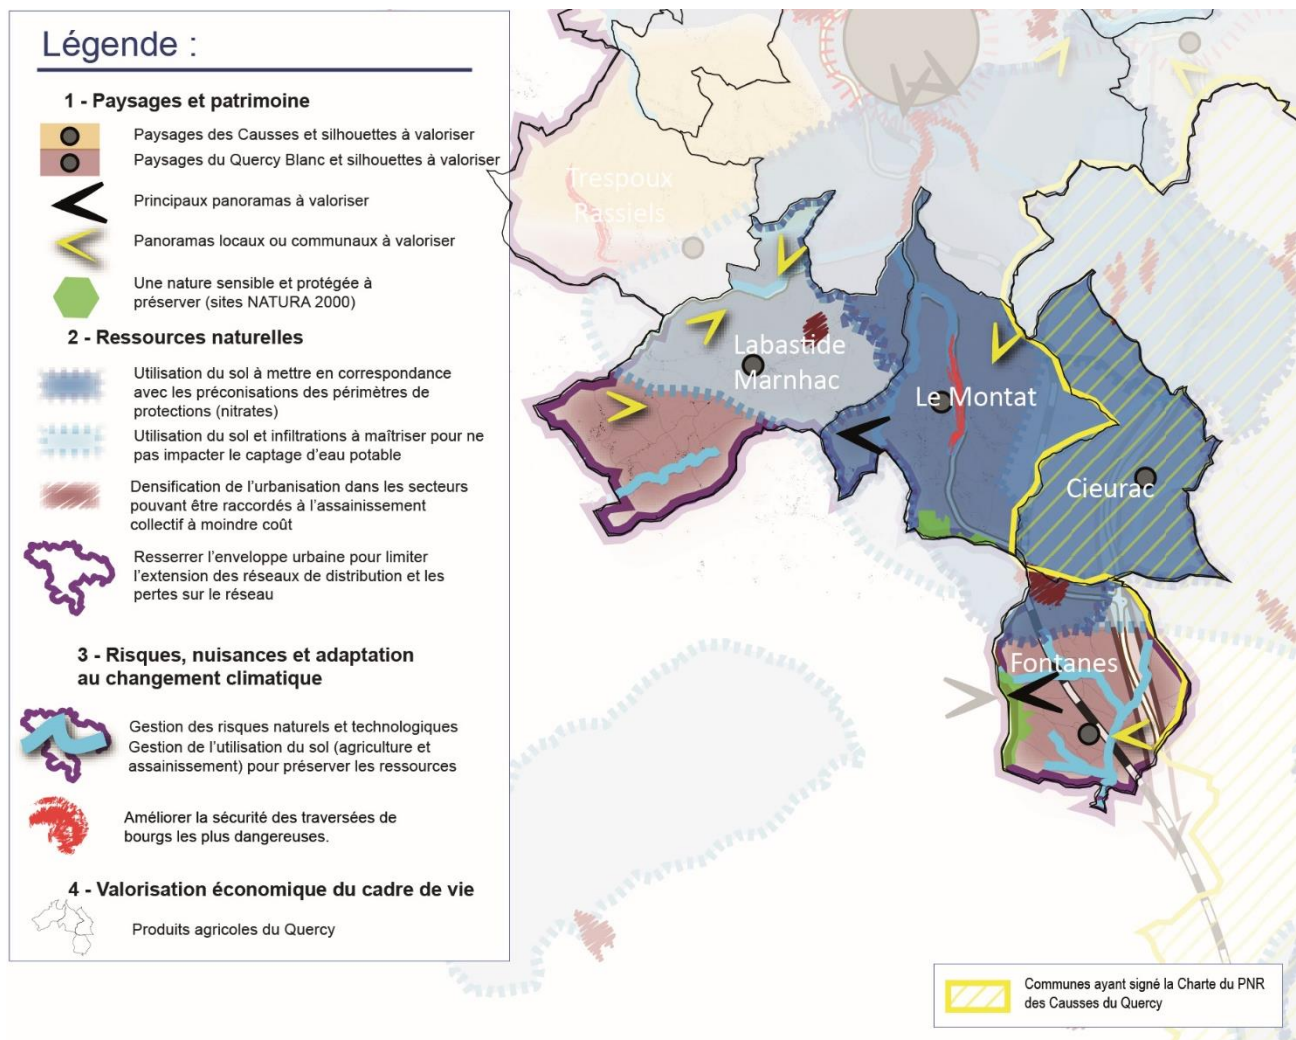 Légende :
1 - Paysages et patrimoine
Paysages des Causses et silhouettes à valoriser
Paysages du Quercy Blanc et silhouettes à valoriser
Principaux panoramas à valoriser
Panoramas locaux ou communaux à valoriser
Une nature sensible et protégée à
préserver (sites NATURA 2000)
2 - Ressources naturelles
Utilisation du sol à mettre en correspondance
avec les préconisations des périmètres de
protections (nitrates)
Utilisation du sol et infiltrations à maîtriser pour ne
pas impacter le captage d'eau potable
Densification de l'urbanisation dans les secteurs
pouvant être raccordés à l'assainissement
collectif à moindre coût
Resserrer l'enveloppe urbaine pour limiter
l'extension des réseaux de distribution et les
pertes sur le réseau
3 - Risques, nuisances et adaptation
au changement climatique
Gestion des risques naturels et technologiques
Gestion de l'utilisation du sol (agriculture et
assainissement) pour préserver les ressources
Améliorer la sécurité des traversées de
bourgs les plus dangereuses.
4 - Valorisation économique du cadre de vie
Produits agricoles du Quercy
Trespoux
Rassiels
Labastide
Marnhac
Le Montat
Cieurac
Fontanes
Communes ayant signé la Charte du PNR
des Causses du Quercy